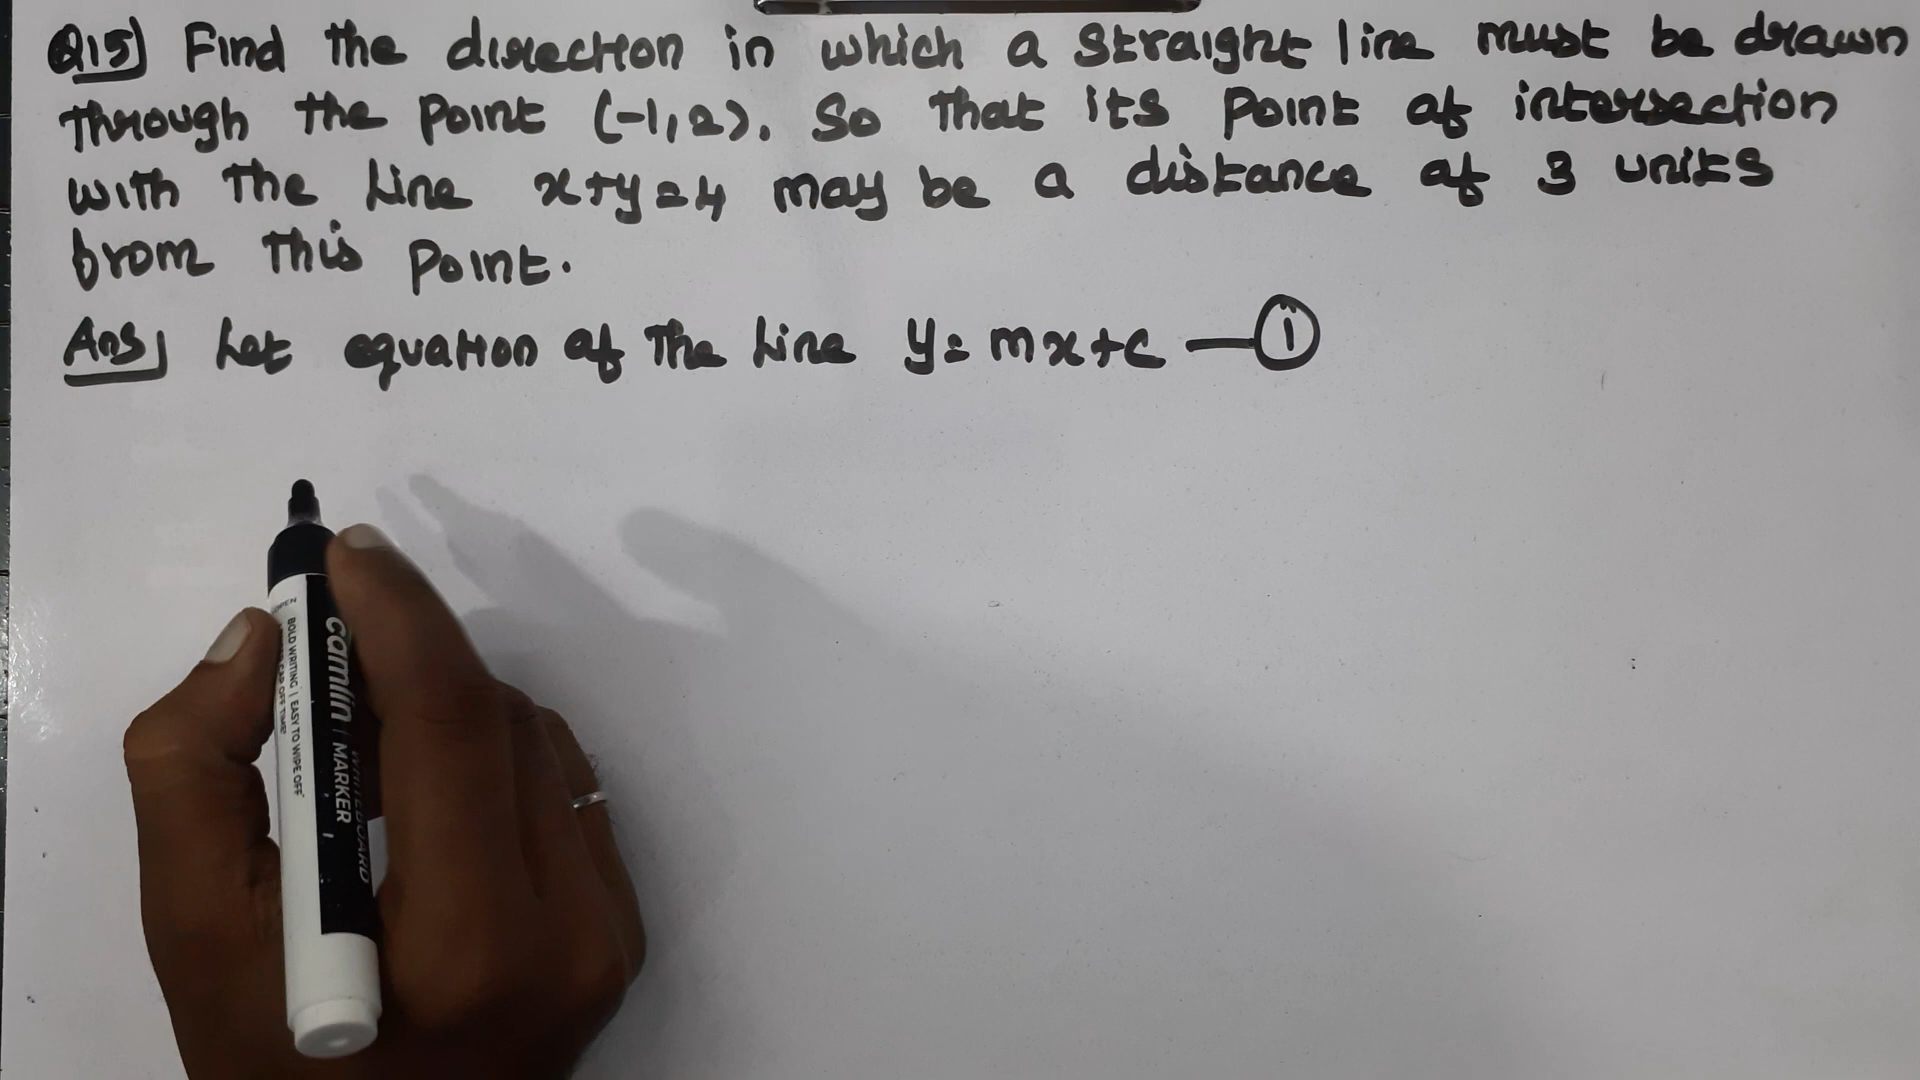 Q15) Find the direction in which a straight line must be drawn
through the point (-1,2). So that its point of intersection
with the line x+y=4 may be a distance of 3 units
from this point.
Ans) Let equation of the line y = mx+c — ①
camlin | WHITEBOARD MARKER
BOLD WRITING | EASY TO WIPE OFF